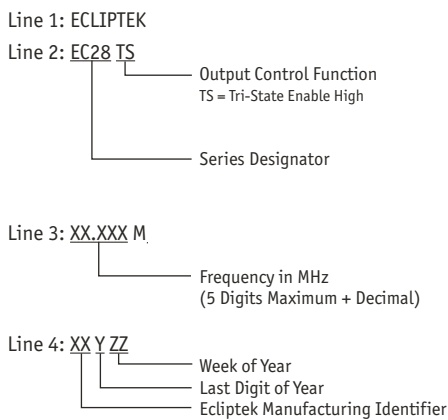 Line 1: ECLIPTEK
Line 2: EC28 TS
Output Control Function
TS = Tri-State Enable High
Series Designator
Line 3: XX.XXX M
Frequency in MHz
(5 Digits Maximum + Decimal)
Line 4: XX Y ZZ
Week of Year
Last Digit of Year
Ecliptek Manufacturing Identifier